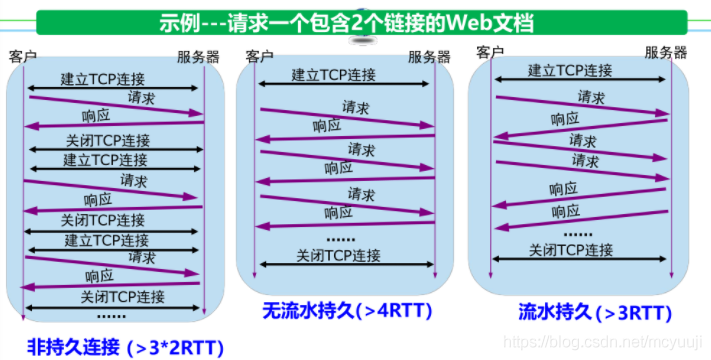 示例---请求一个包含2个链接的Web文档
客户
服务器
建立TCP连接
请求
响应
关闭TCP连接
建立TCP连接
请求
响应
关闭TCP连接
建立TCP连接
请求
响应
关闭TCP连接
......
非持久连接 (>3*2RTT)
客户
服务器
建立TCP连接
请求
响应
请求
响应
请求
响应
......
关闭TCP连接
无流水持久(>4RTT)
客户
服务器
建立TCP连接
请求
响应
请求
请求
响应
响应
......
关闭TCP连接
流水持久(>3RTT)
https://blog.csdn.net/mcyuuji